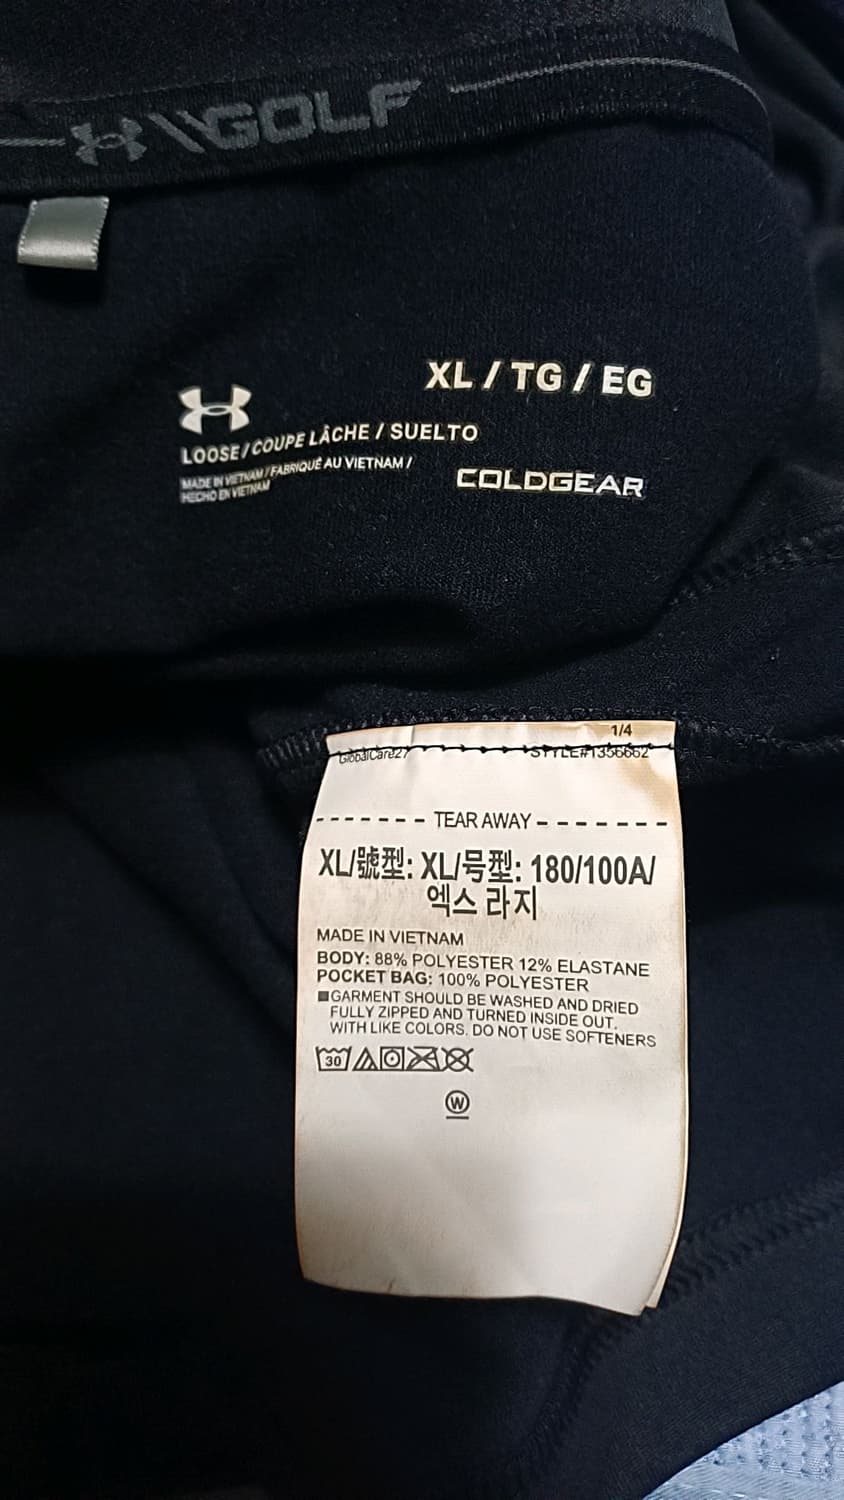 GOLF
XL / TG / EG
LOOSE / COUPE LÂCHE / SUELTO
MADE IN VIETNAM / FABRIQUÉ AU VIETNAM /
HECHO EN VIETNAM
COLDGEAR
1/4
GlobalCare27 STYLE#1356662
TEAR AWAY
XL/號型: XL/号型: 180/100A/
엑스 라지
MADE IN VIETNAM
BODY: 88% POLYESTER 12% ELASTANE
POCKET BAG: 100% POLYESTER
GARMENT SHOULD BE WASHED AND DRIED
FULLY ZIPPED AND TURNED INSIDE OUT.
WITH LIKE COLORS. DO NOT USE SOFTENERS
30
W